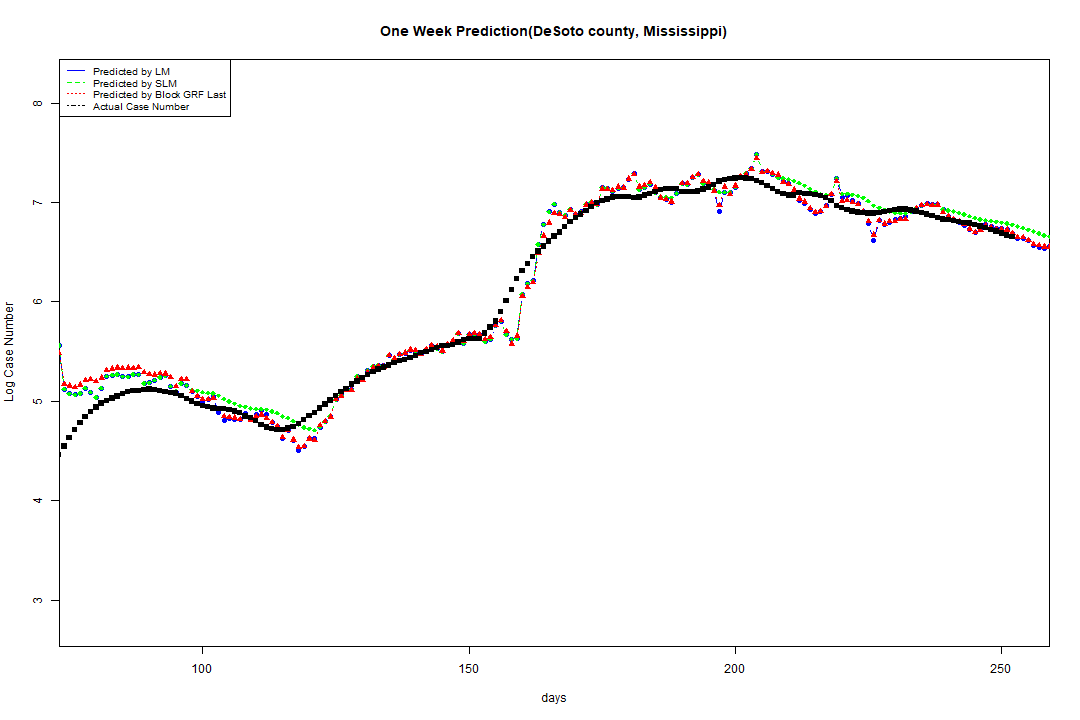 One Week Prediction(DeSoto county, Mississippi)
Predicted by LM
Predicted by SLM
Predicted by Block GRF Last
Actual Case Number
8
7
6
5
4
3
Log Case Number
100
150
200
250
days